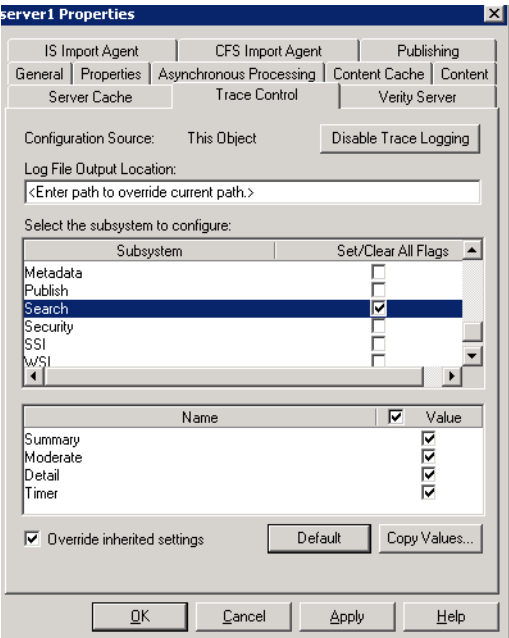 server1 Properties
IS Import Agent CFS Import Agent Publishing
General Properties Asynchronous Processing Content Cache Content
Server Cache Trace Control Verity Server
Configuration Source: This Object Disable Trace Logging
Log File Output Location:
<Enter path to override current path.>
Select the subsystem to configure:
Subsystem Set/Clear All Flags
Metadata
Publish
Search
Security
SSI
WSI
Name Value
Summary
Moderate
Detail
Timer
Override inherited settings Default Copy Values...
OK Cancel Apply Help